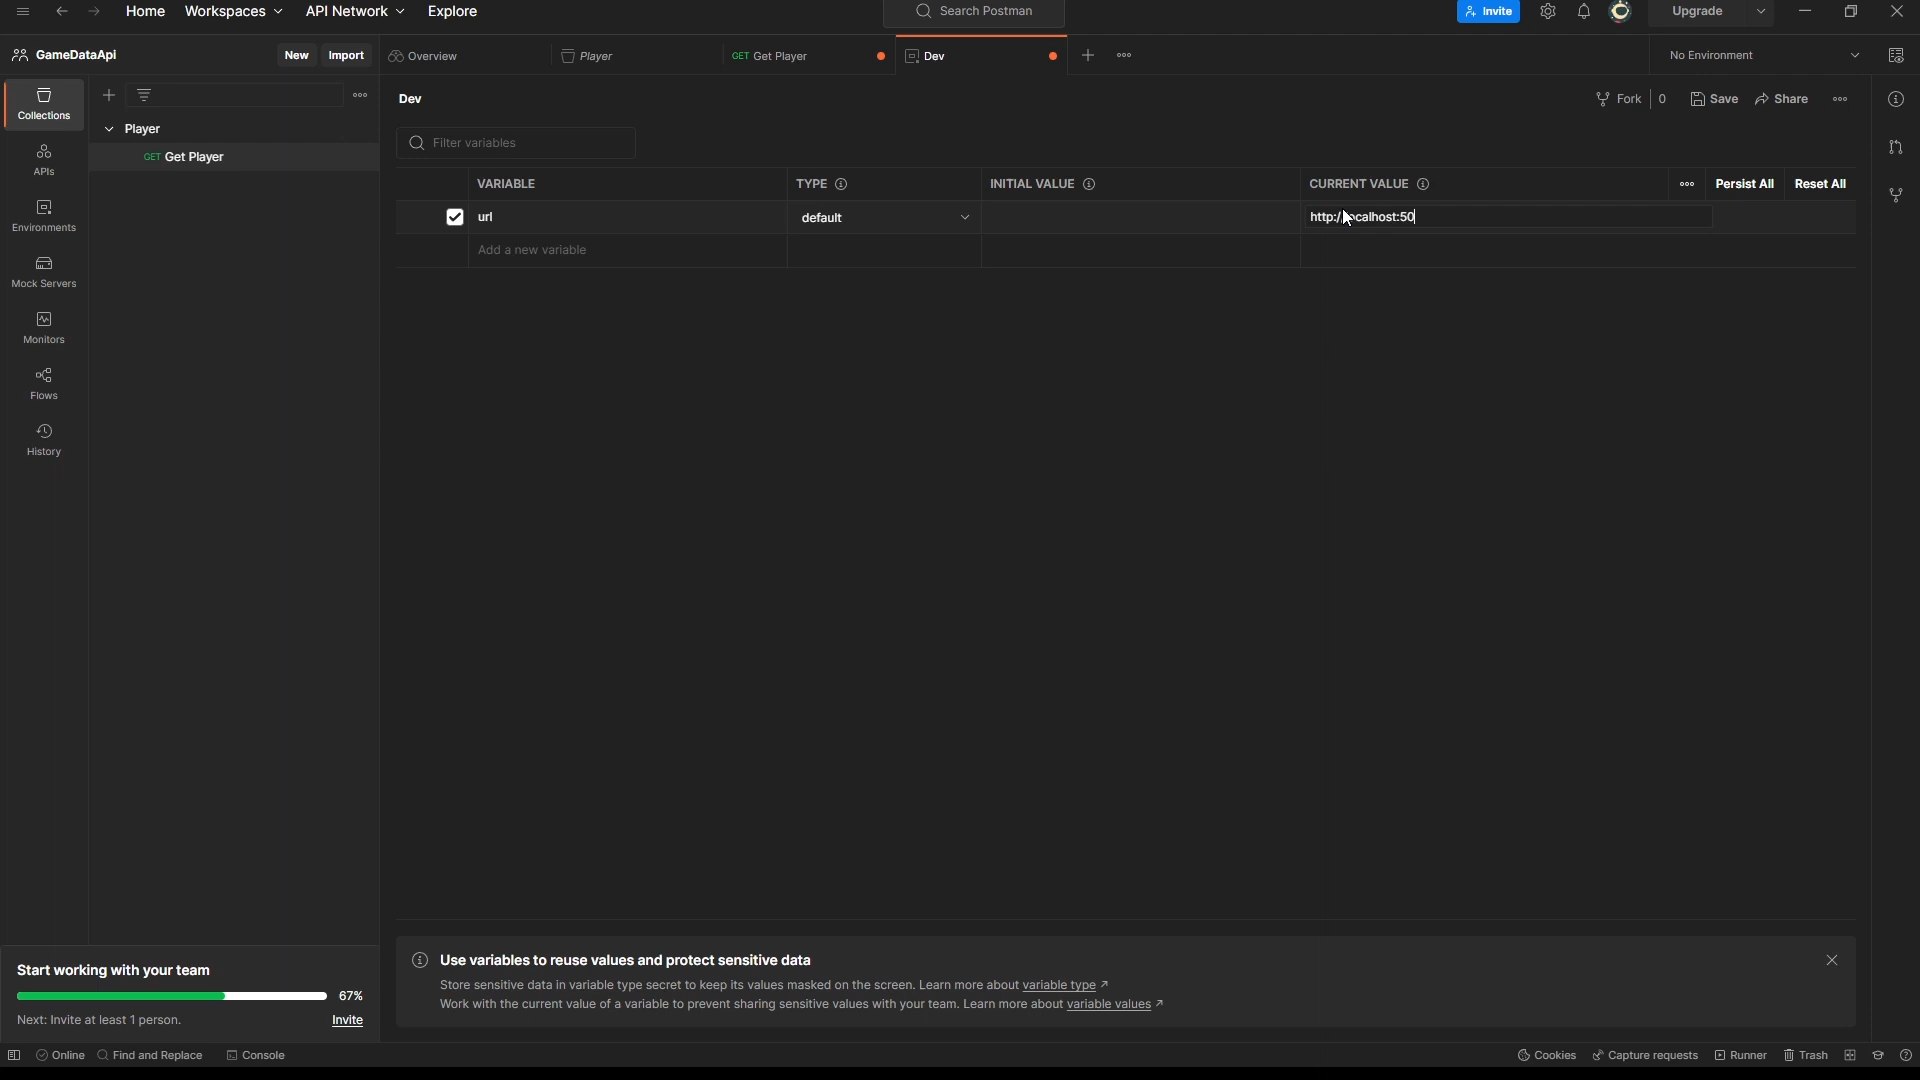 Home Workspaces API Network Explore Search Postman Invite Upgrade
GameDataApi New Import Overview Player GET Get Player Dev No Environment
Collections
APIs
Environments
Mock Servers
Monitors
Flows
History
Player
GET Get Player
Dev Fork 0 Save Share
Filter variables
VARIABLE TYPE INITIAL VALUE CURRENT VALUE Persist All Reset All
url default http:/ ocalhost:50
Add a new variable
Use variables to reuse values and protect sensitive data
Store sensitive data in variable type secret to keep its values masked on the screen. Learn more about variable type ↗
Work with the current value of a variable to prevent sharing sensitive values with your team. Learn more about variable values ↗
Start working with your team
67%
Next: Invite at least 1 person. Invite
Online Find and Replace Console Cookies Capture requests Runner Trash